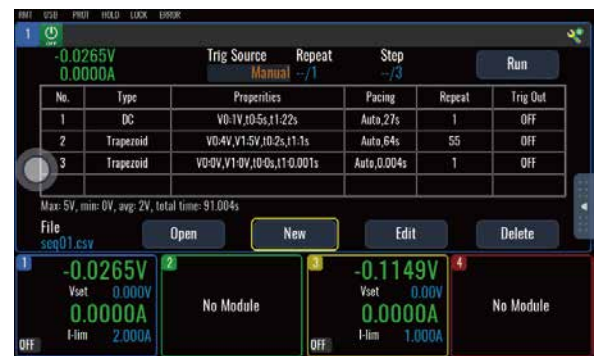 RMT USB PROT HOLD LOCK ERROR
1 OFF
-0.0265V Trig Source Repeat Step
0.0000A Manual --/1 --/3 Run
No. Type Properities Pacing Repeat Trig Out
1 DC V0:1V,t0:5s,t1:22s Auto,27s 1 OFF
2 Trapezoid V0:4V,V1:5V,t0:2s,t1:1s Auto,64s 55 OFF
3 Trapezoid V0:0V,V1:0V,t0:0s,t1:0.001s Auto,0.004s 1 OFF
Max: 5V, min: 0V, avg: 2V, total time: 91.004s
File Open New Edit Delete
seq01.csv
1 2 3 4
-0.0265V -0.1149V
Vset 0.000V Vset 0.00V
No Module No Module
0.0000A 0.0000A
I-lim 2.000A I-lim 1.000A
OFF OFF